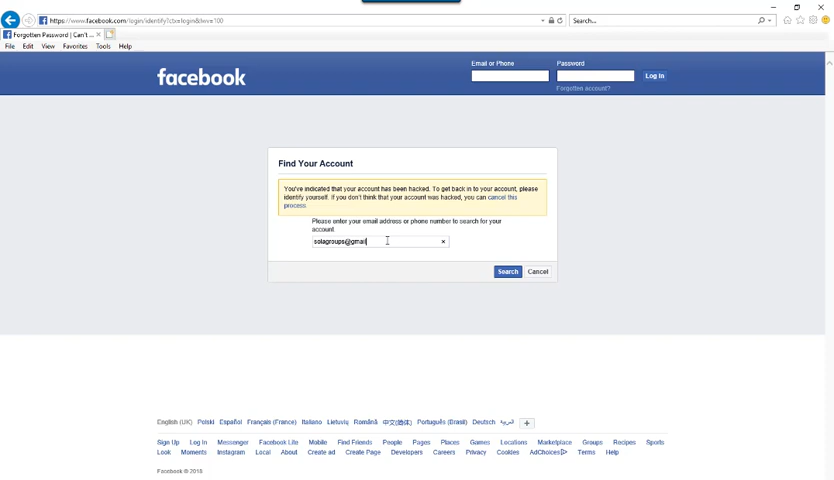 https://www.facebook.com/login/identify?ctx=login&lwv=100
Search...
Forgotten Password | Can't ...
File Edit View Favorites Tools Help
facebook
Email or Phone Password
Log In
Forgotten account?
Find Your Account
You've indicated that your account has been hacked. To get back in to your account, please
identify yourself. If you don't think that your account was hacked, you can cancel this
process.
Please enter your email address or phone number to search for your
account.
solagroups@gmail
Search Cancel
English (UK) Polski Español Français (France) Italiano Lietuvių Română 中文(简体) Português (Brasil) Deutsch العربية +
Sign Up Log In Messenger Facebook Lite Mobile Find Friends People Pages Places Games Locations Marketplace Groups Recipes Sports
Look Moments Instagram Local About Create ad Create Page Developers Careers Privacy Cookies AdChoices Terms Help
Facebook © 2018